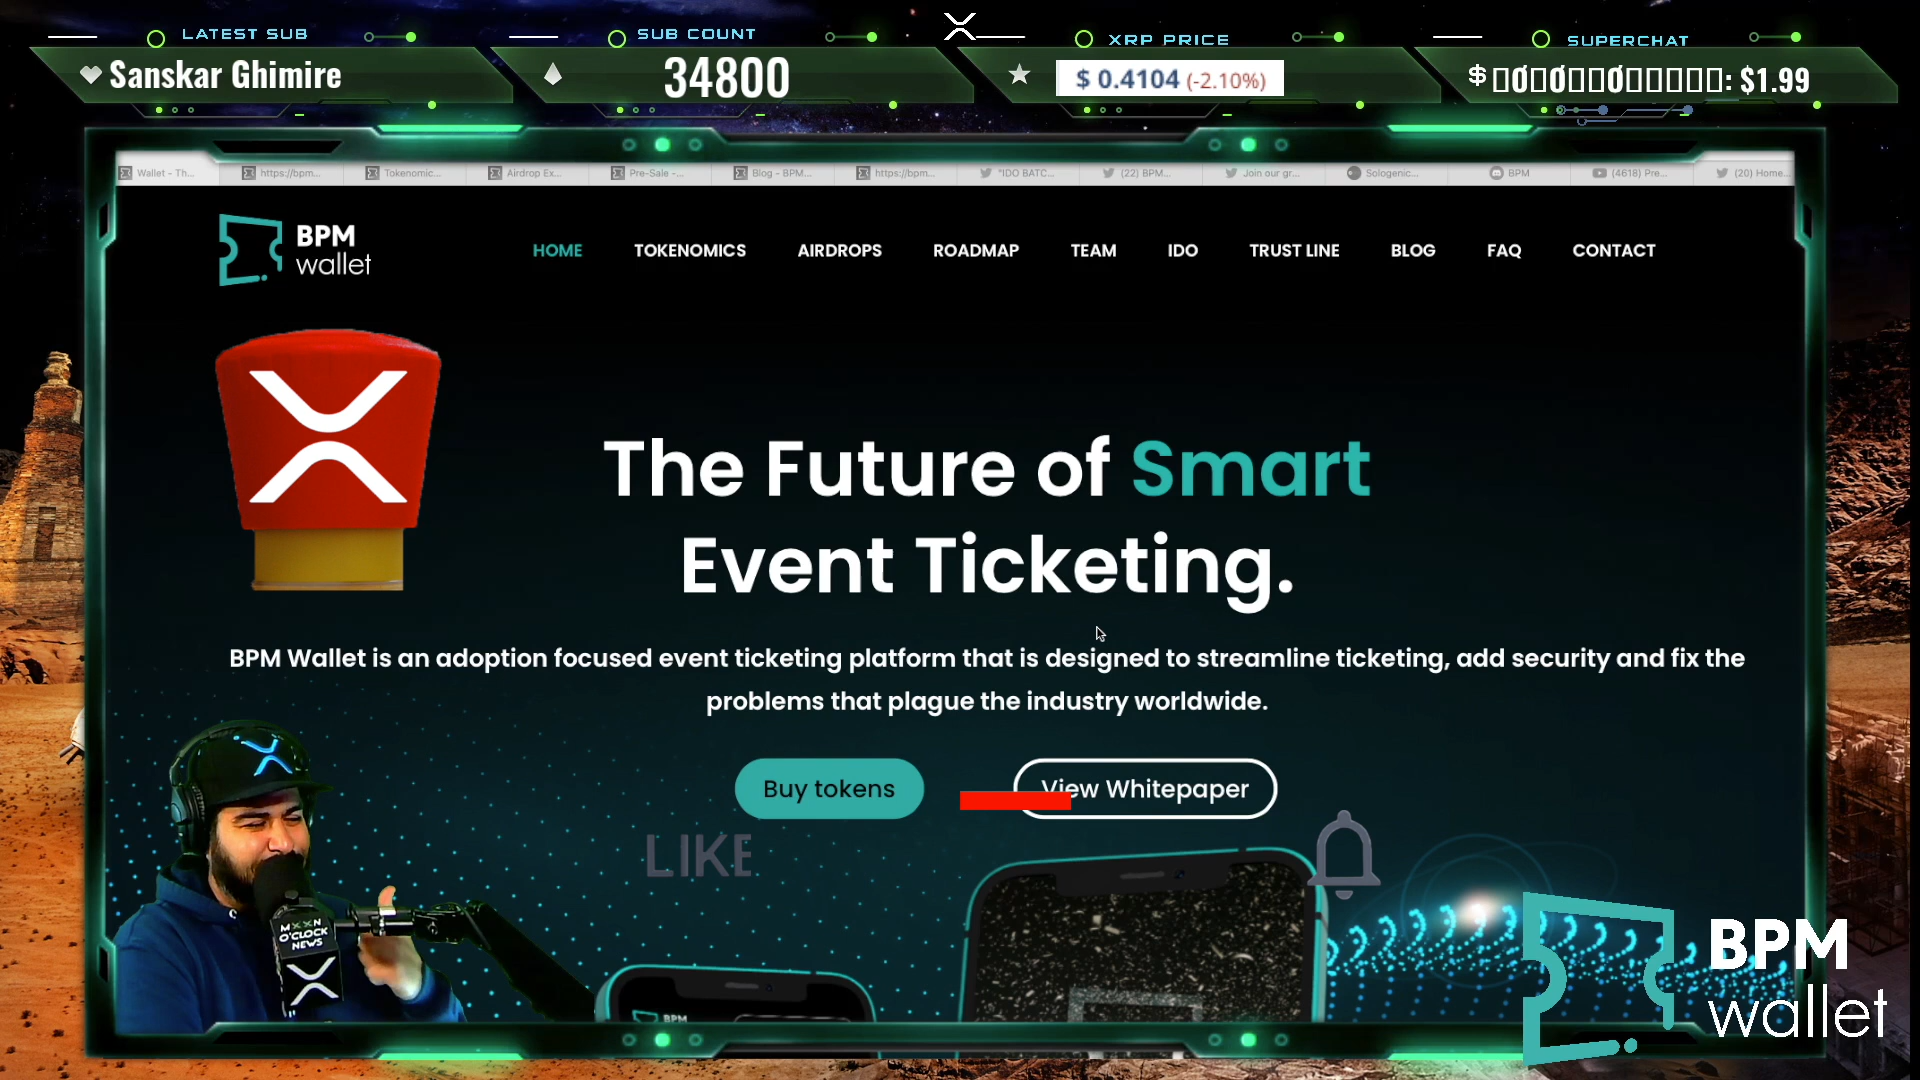 LATEST SUB
Sanskar Ghimire
SUB COUNT
34800
XRP PRICE
$ 0.4104 (-2.10%)
SUPERCHAT
: $1.99
Wallet - Th...
https://bpm...
Tokenomic...
Airdrop Ex...
Pre-Sale -...
Blog - BPM...
https://bpm...
"IDO BATC...
(22) BPM...
Join our gr...
Sologenic...
BPM
(4618) Pre...
(20) Home...
BPM
wallet
HOME
TOKENOMICS
AIRDROPS
ROADMAP
TEAM
IDO
TRUST LINE
BLOG
FAQ
CONTACT
The Future of Smart
Event Ticketing.
BPM Wallet is an adoption focused event ticketing platform that is designed to streamline ticketing, add security and fix the
problems that plague the industry worldwide.
Buy tokens
View Whitepaper
LIKE
MXXN
O'CLOCK
NEWS
BPM
BPM
wallet